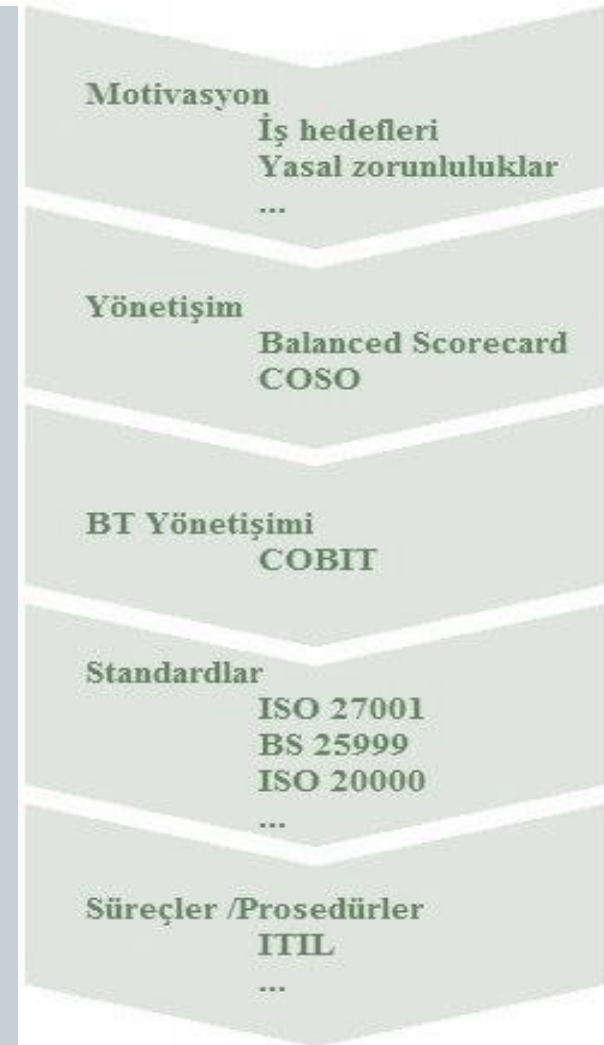 Motivasyon
İş hedefleri
Yasal zorunluluklar
...
Yönetişim
Balanced Scorecard
COSO
BT Yönetişimi
COBIT
Standardlar
ISO 27001
BS 25999
ISO 20000
...
Süreçler /Prosedürler
ITIL
...